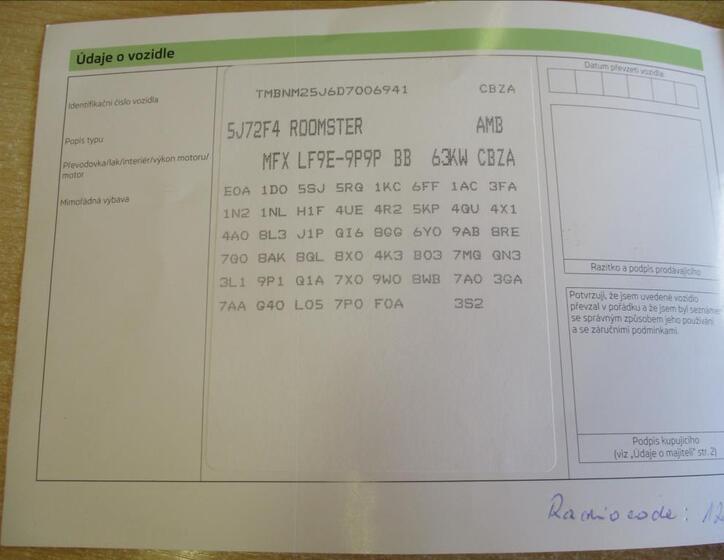 Údaje o vozidle
Identifikační číslo vozidla
TMBNM25J6D7006941 CBZA
Popis typu
5J72F4 ROOMSTER AMB
Převodovka/lak/interiér/výkon motoru/
motor
MFX LF9E-9P9P BB 63KW CBZA
Mimořádná výbava
E0A 1D0 5SJ 5RQ 1KC 6FF 1AC 3FA
1N2 1NL H1F 4UE 4R2 5KP 4GU 4X1
4A0 8L3 J1P QI6 8GG 6Y0 9AB 8RE
7G0 8AK 8GL 8X0 4K3 B03 7MG GN3
3L1 9P1 Q1A 7X0 9W0 8WB 7A0 3GA
7AA G40 L05 7P0 F0A 3S2
Datum převzetí vozidla
Razítko a podpis prodávajícího
Potvrzuji, že jsem uvedené vozidlo
převzal v pořádku a že jsem byl seznámen
se správným způsobem jeho používání
a se záručními podmínkami.
Podpis kupujícího
(viz „Údaje o majiteli" str. 2)
Radiocode: 12